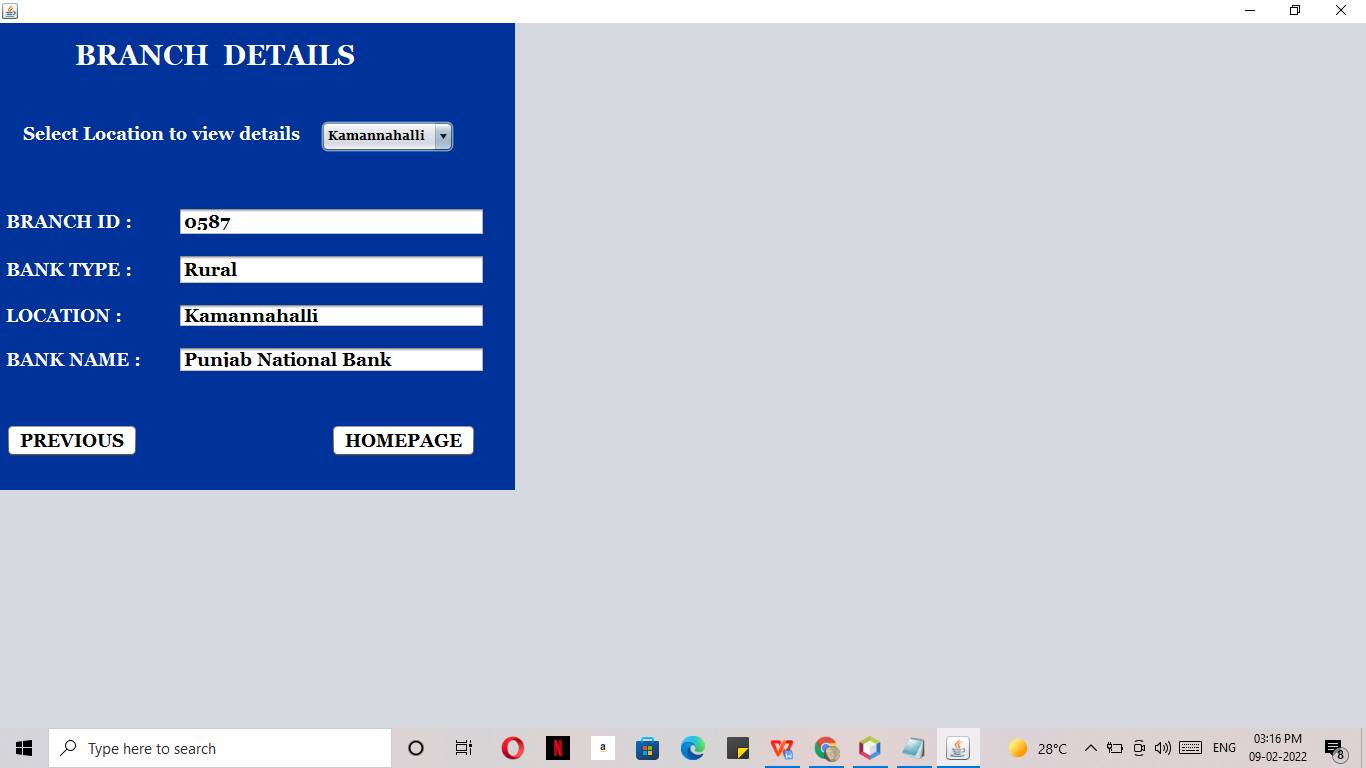 BRANCH DETAILS
Select Location to view details Kamannahalli
BRANCH ID : 0587
BANK TYPE : Rural
LOCATION : Kamannahalli
BANK NAME : Punjab National Bank
PREVIOUS HOMEPAGE
Type here to search
N
a
W
28°C
ENG
03:16 PM
09-02-2022
8